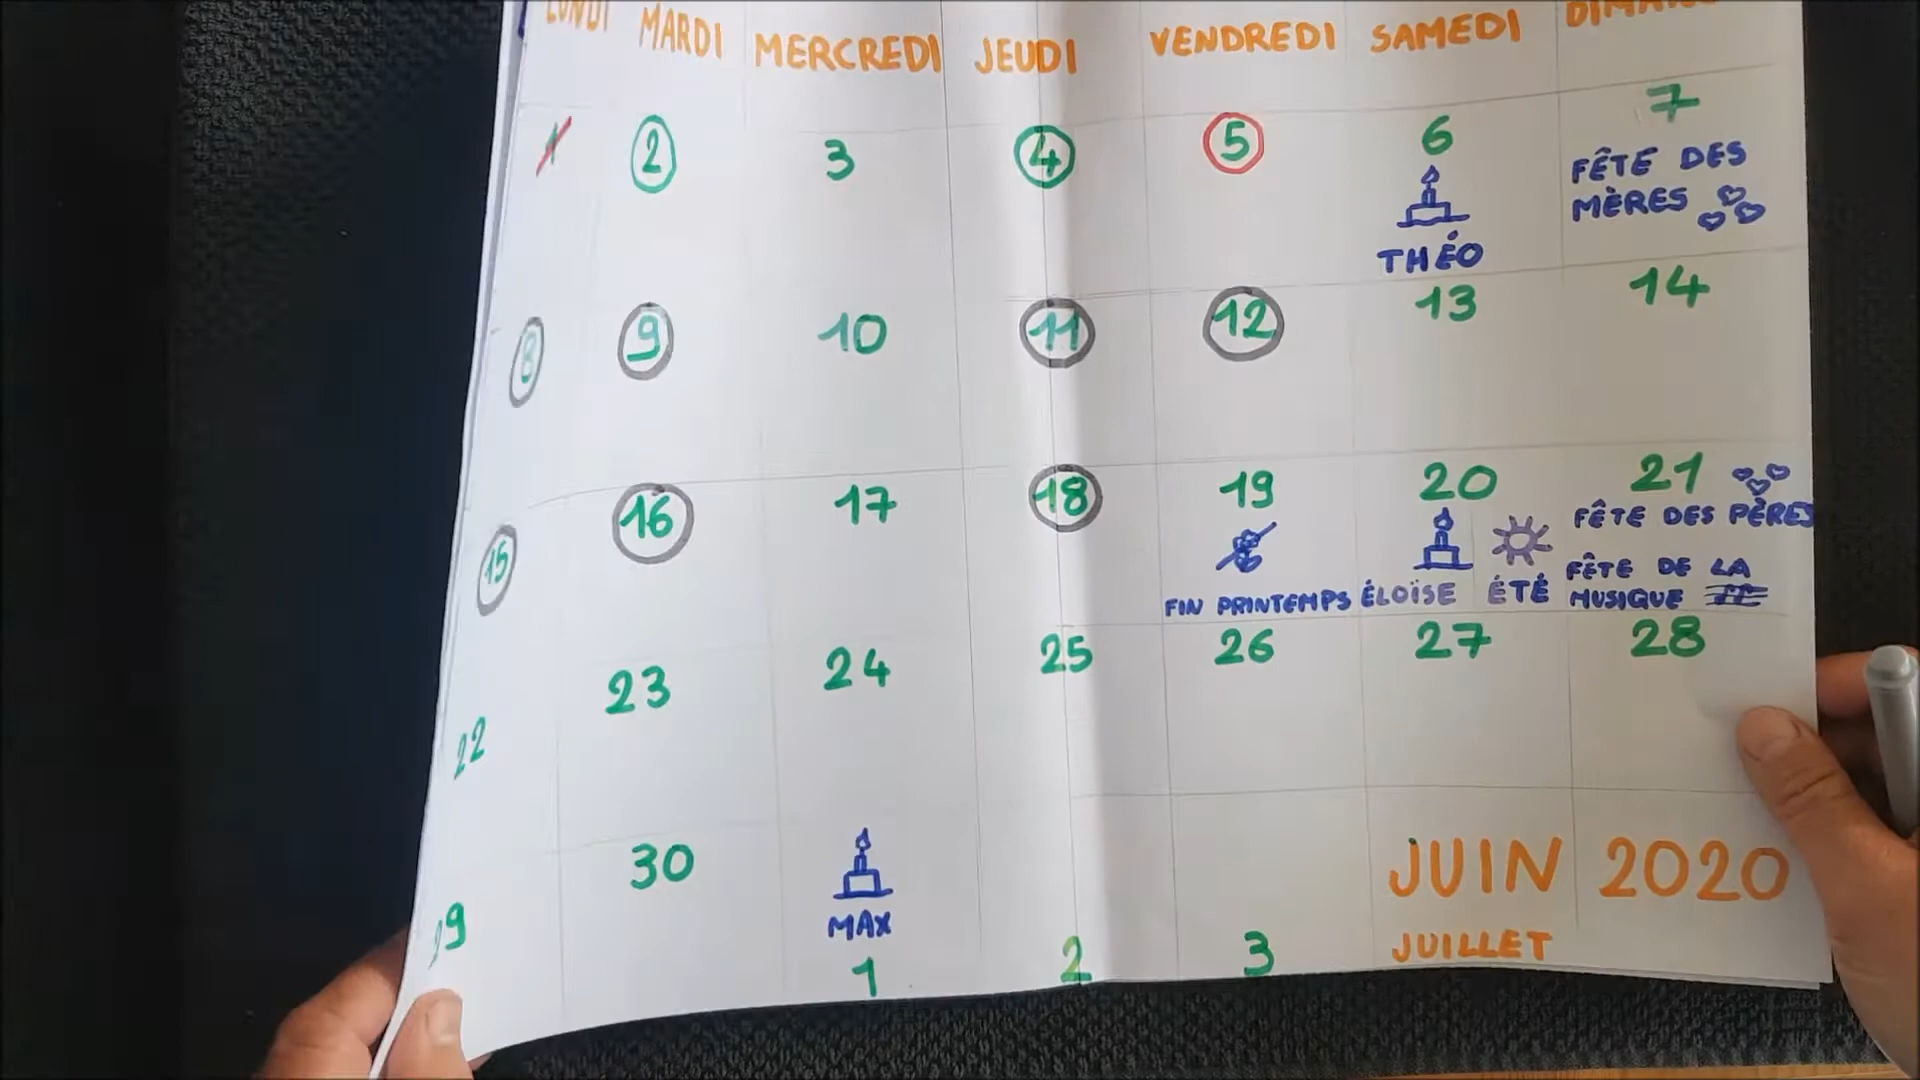 LUNDI MARDI MERCREDI JEUDI VENDREDI SAMEDI
1 2 3 4 5 6 7
THÉO
FÊTE DES
MÈRES
8 9 10 11 12 13 14
15 16 17 18 19 20 21
FIN PRINTEMPS
ÉLOÏSE
ÉTÉ
FÊTE DES PÈRES
FÊTE DE LA
MUSIQUE
22 23 24 25 26 27 28
29 30
MAX
1 2 3
JUIN 2020
JUILLET